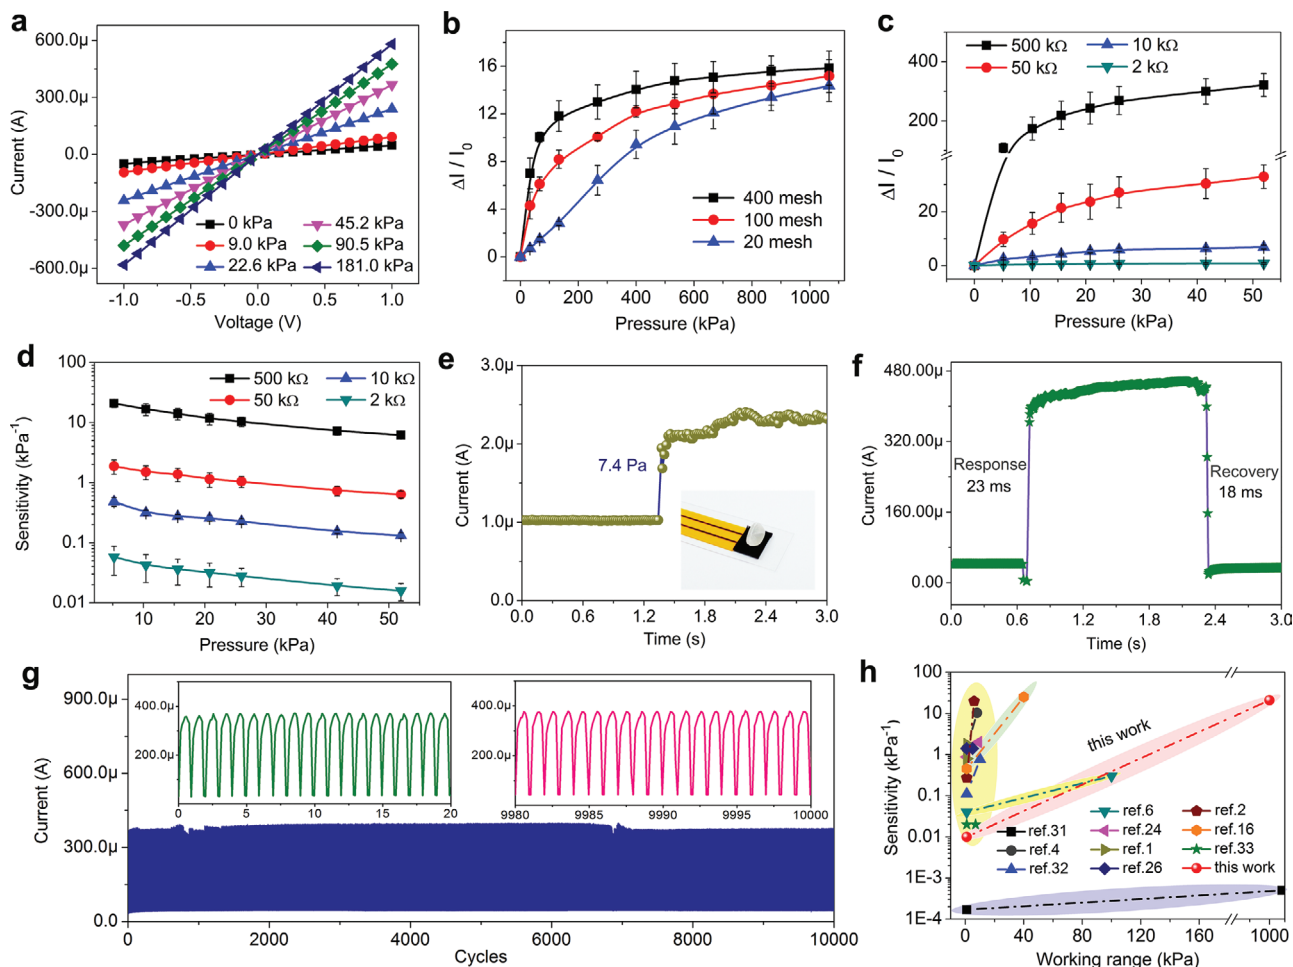 a
600.0μ
300.0μ
0.0
-300.0μ
-600.0μ
Current (A)
0 kPa
9.0 kPa
22.6 kPa
45.2 kPa
90.5 kPa
181.0 kPa
-1.0
-0.5
0.0
0.5
1.0
Voltage (V)
b
16
12
8
4
0
ΔI / I0
400 mesh
100 mesh
20 mesh
0
200
400
600
800
1000
Pressure (kPa)
c
400
200
20
0
ΔI / I0
500 kΩ
50 kΩ
10 kΩ
2 kΩ
0
10
20
30
40
50
Pressure (kPa)
d
100
10
1
0.1
0.01
Sensitivity (kPa-1)
500 kΩ
50 kΩ
10 kΩ
2 kΩ
10
20
30
40
50
Pressure (kPa)
e
3.0μ
2.0μ
1.0μ
0.0
Current (A)
7.4 Pa
0.0
0.6
1.2
1.8
2.4
3.0
Time (s)
f
480.00μ
320.00μ
160.00μ
0.00
Current (A)
Response
23 ms
Recovery
18 ms
0.0
0.6
1.2
1.8
2.4
3.0
Time (s)
g
900.0μ
600.0μ
300.0μ
0.0
Current (A)
400.0μ
200.0μ
0
5
10
15
20
400.0μ
200.0μ
9980
9985
9990
9995
10000
0
2000
4000
6000
8000
10000
Cycles
h
100
10
1
0.1
0.01
1E-3
1E-4
Sensitivity (kPa-1)
this work
ref.31
ref.4
ref.32
ref.6
ref.24
ref.1
ref.26
ref.2
ref.16
ref.33
this work
0
40
80
120
160
1000
Working range (kPa)